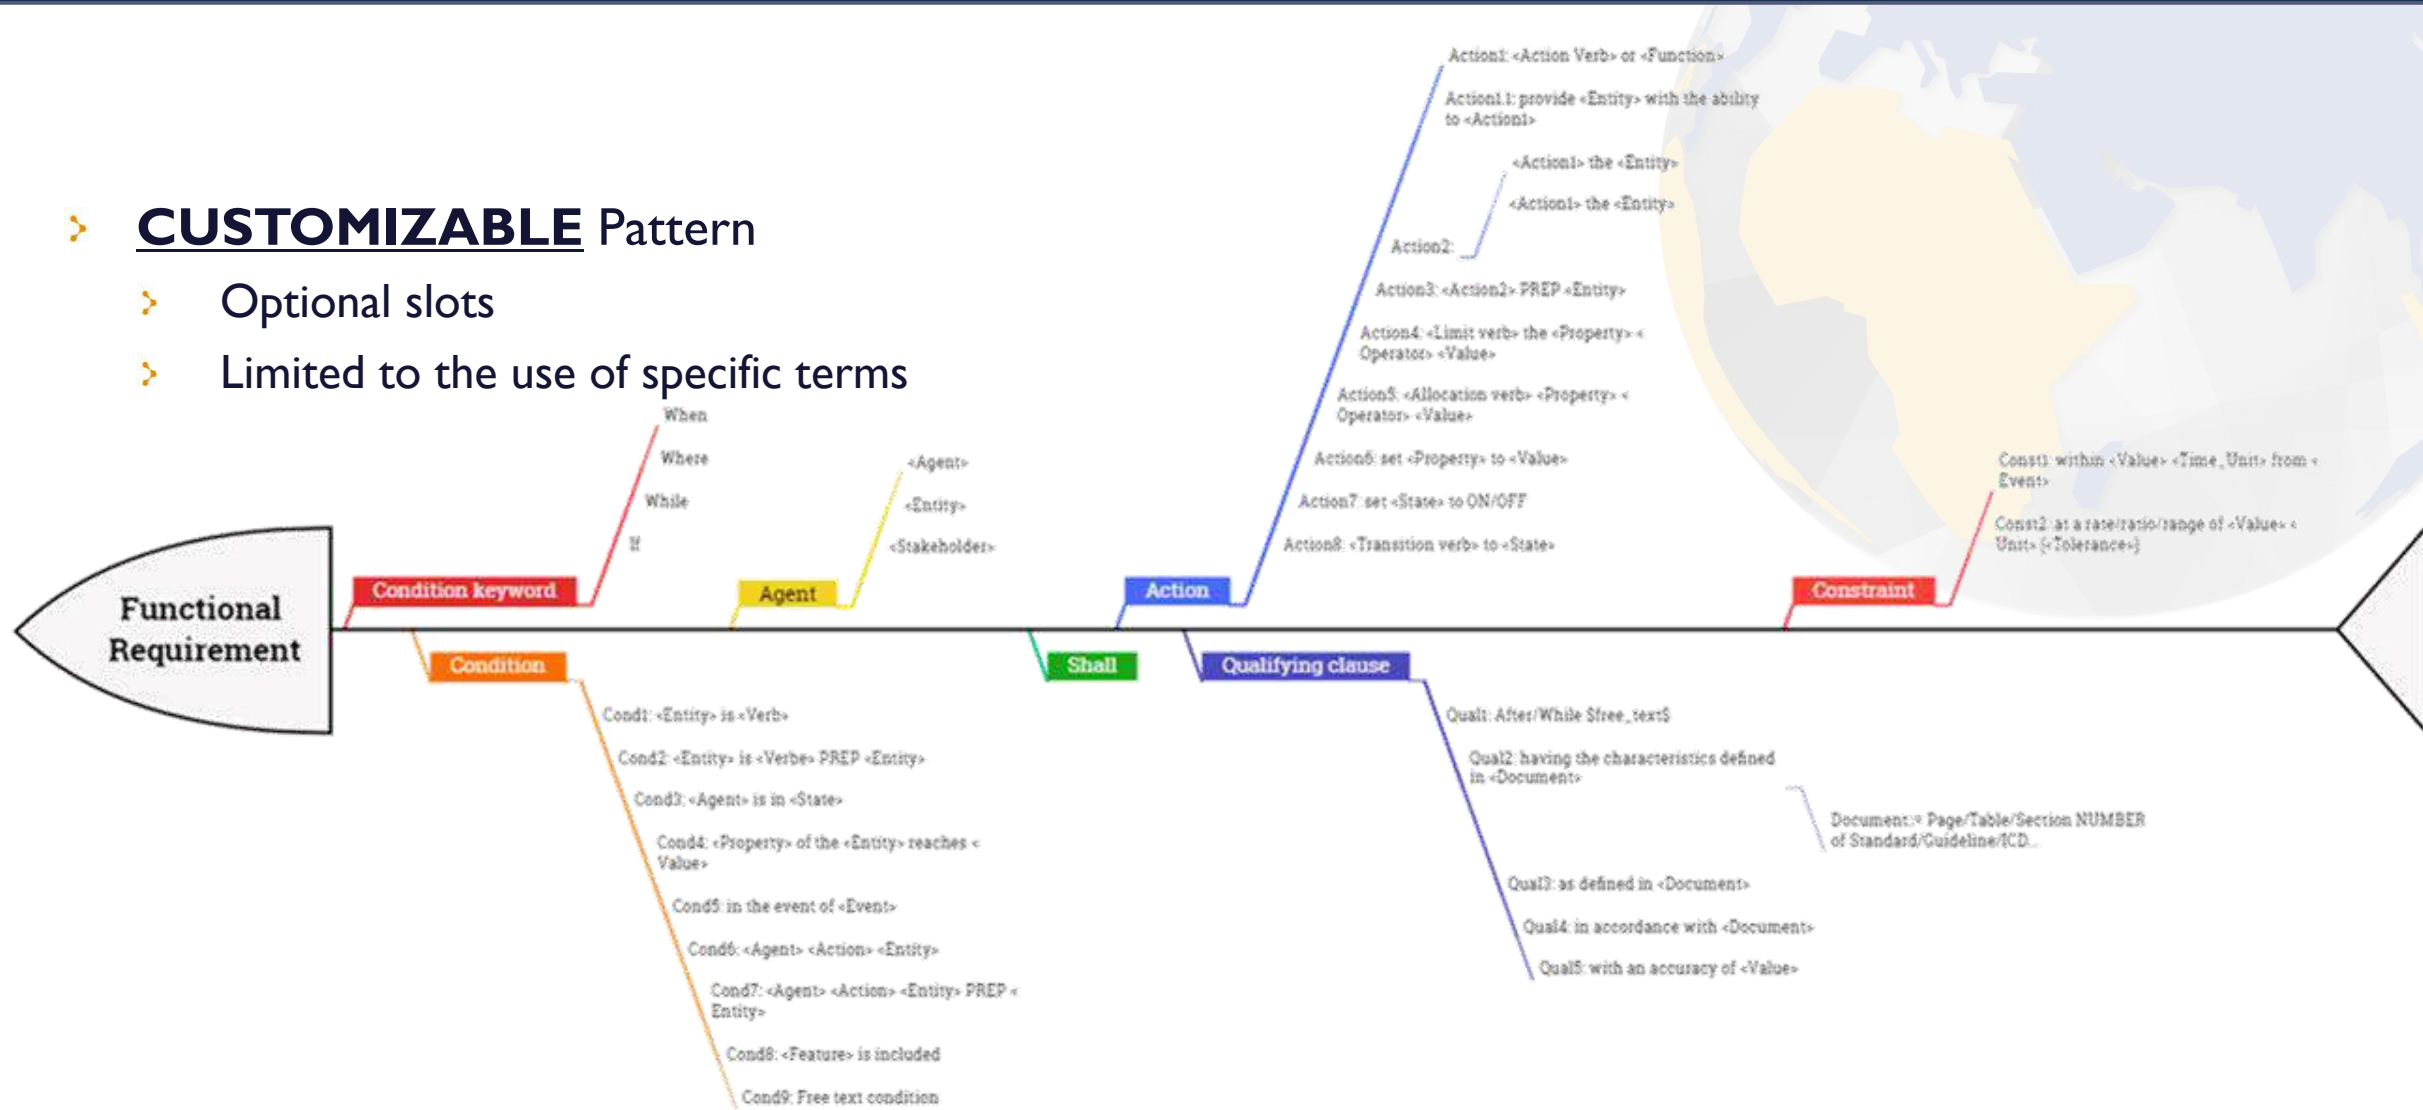 CUSTOMIZABLE Pattern
Optional slots
Limited to the use of specific terms
Functional
Requirement
Condition keyword
When
Where
While
If
Condition
Cond1: <Entity> is <Verb>
Cond2: <Entity> is <Verbe> PREP <Entity>
Cond3: <Agent> is in <State>
Cond4: <Property> of the <Entity> reaches <
Value>
Cond5: in the event of <Event>
Cond6: <Agent> <Action> <Entity>
Cond7: <Agent> <Action> <Entity> PREP <
Entity>
Cond8: <Feature> is included
Cond9: Free text condition
Agent
<Agent>
<Entity>
<Stakeholder>
Shall
Action
Action1: <Action Verb> or <Function>
Action1.1: provide <Entity> with the ability
to <Action1>
Action2:
<Action1> the <Entity>
<Action1> the <Entity>
Action3: <Action2> PREP <Entity>
Action4: <Limit verb> the <Property> <
Operator> <Value>
Action5: <Allocation verb> <Property> <
Operator> <Value>
Action6: set <Property> to <Value>
Action7: set <State> to ON/OFF
Action8: <Transition verb> to <State>
Qualifying clause
Qual1: After/While $free_text$
Qual2: having the characteristics defined
in <Document>
Document:= Page/Table/Section NUMBER
of Standard/Guideline/ICD...
Qual3: as defined in <Document>
Qual4: in accordance with <Document>
Qual5: with an accuracy of <Value>
Constraint
Const1: within <Value> <Time_Unit> from <
Event>
Const2: at a rate/ratio/range of <Value> <
Unit> [<Tolerance>]